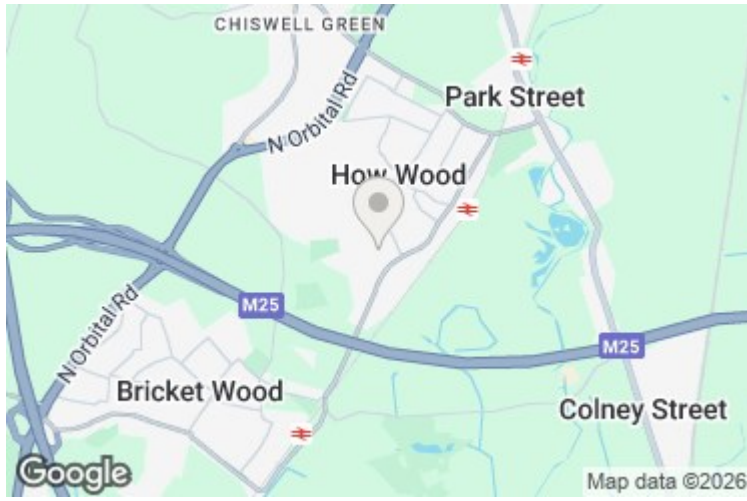 CHISWELL GREEN
N Orbital Rd
Park Street
How Wood
M25
N Orbital Rd
M25
Bricket Wood
Colney Street
Google
Map data ©2026